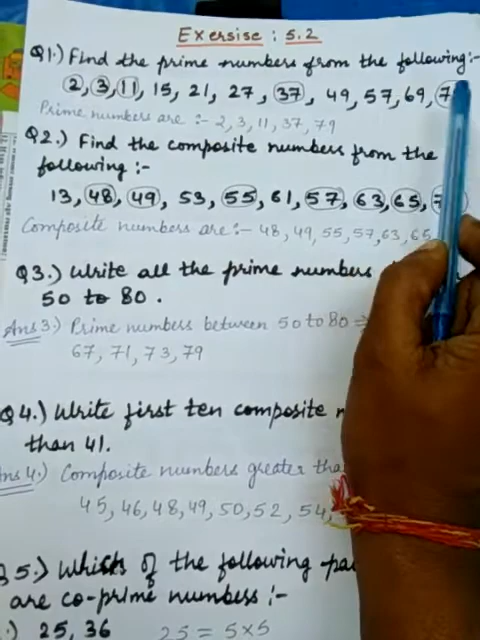 Exersise : 5.2
Q1.) Find the prime numbers from the following :-
2, 3, 11, 15, 21, 27, 37, 49, 57, 69, 7
Prime numbers are :- 2, 3, 11, 37, 79
Q2.) Find the composite numbers from the
following :-
13, 48, 49, 53, 55, 61, 57, 63, 65, 7
Composite numbers are :- 48, 49, 55, 57, 63, 65
Q3.) Write all the prime numbers
50 to 80.
Ans 3.) Prime numbers between 50 to 80 =
67, 71, 73, 79
Q4.) Write first ten composite
than 41.
Ans 4.) Composite numbers greater
45, 46, 48, 49, 50, 52, 54,
Q5.) Which of the following
are co-prime numbers :-
.) 25, 36 25 = 5×5